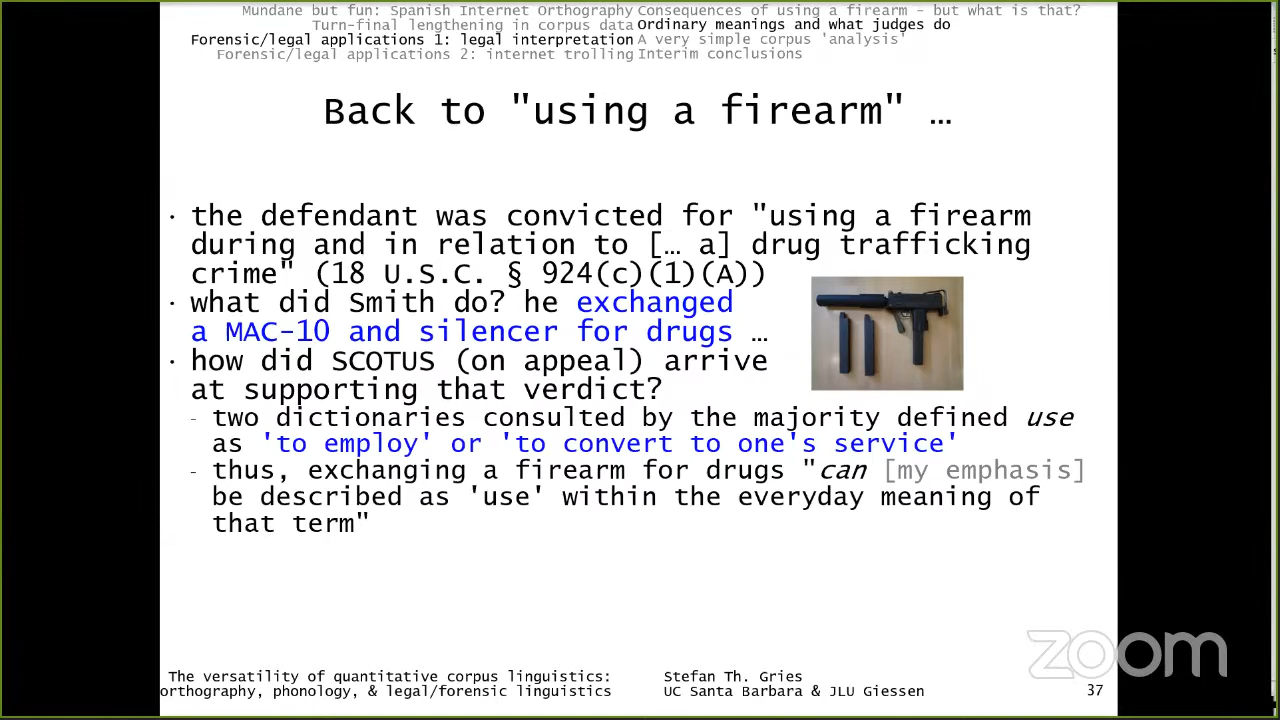 Mundane but fun: Spanish Internet Orthography
Turn-final lengthening in corpus data
Forensic/legal applications 1: legal interpretation
Forensic/legal applications 2: internet trolling
Consequences of using a firearm - but what is that?
Ordinary meanings and what judges do
A very simple corpus 'analysis'
Interim conclusions
Back to "using a firearm" …
· the defendant was convicted for "using a firearm
during and in relation to [… a] drug trafficking
crime" (18 U.S.C. § 924(c)(1)(A))
· what did Smith do? he exchanged
a MAC-10 and silencer for drugs …
· how did SCOTUS (on appeal) arrive
at supporting that verdict?
- two dictionaries consulted by the majority defined use
as 'to employ' or 'to convert to one's service'
- thus, exchanging a firearm for drugs "can [my emphasis]
be described as 'use' within the everyday meaning of
that term"
zoom
The versatility of quantitative corpus linguistics:
orthography, phonology, & legal/forensic linguistics
Stefan Th. Gries
UC Santa Barbara & JLU Giessen
37